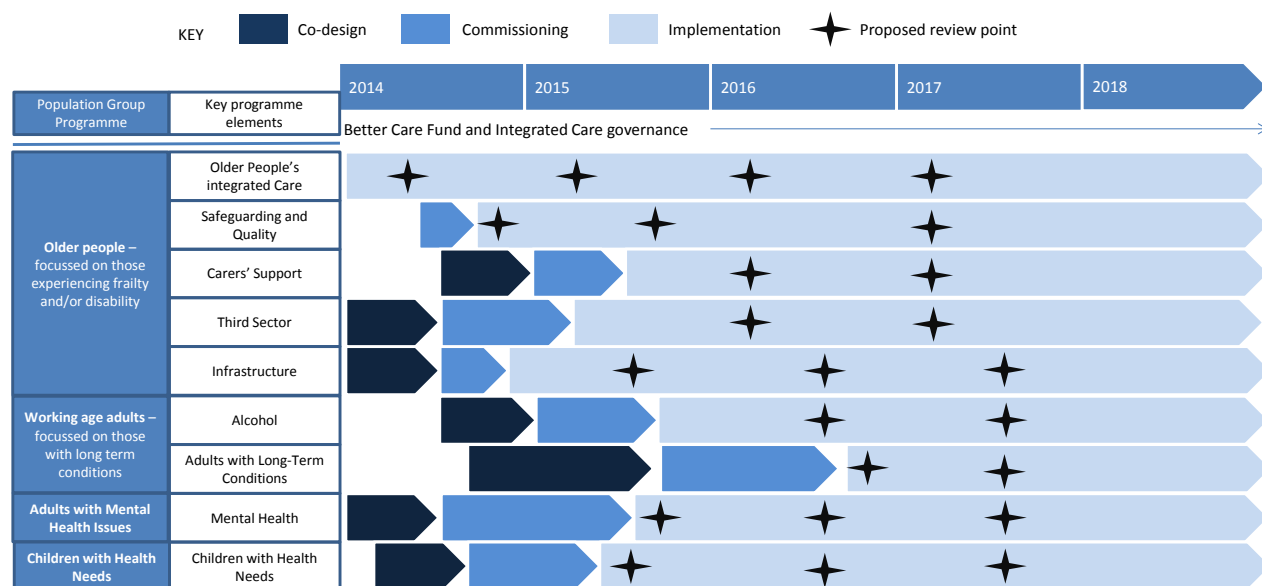 KEY
Co-design
Commissioning
Implementation
Proposed review point
2014
2015
2016
2017
2018
Population Group
Programme
Key programme
elements
Better Care Fund and Integrated Care governance
Older people –
focussed on those
experiencing frailty
and/or disability
Older People's
integrated Care
Safeguarding and
Quality
Carers' Support
Third Sector
Infrastructure
Working age adults –
focussed on those
with long term
conditions
Alcohol
Adults with Long-Term
Conditions
Adults with Mental
Health Issues
Mental Health
Children with Health
Needs
Children with Health
Needs